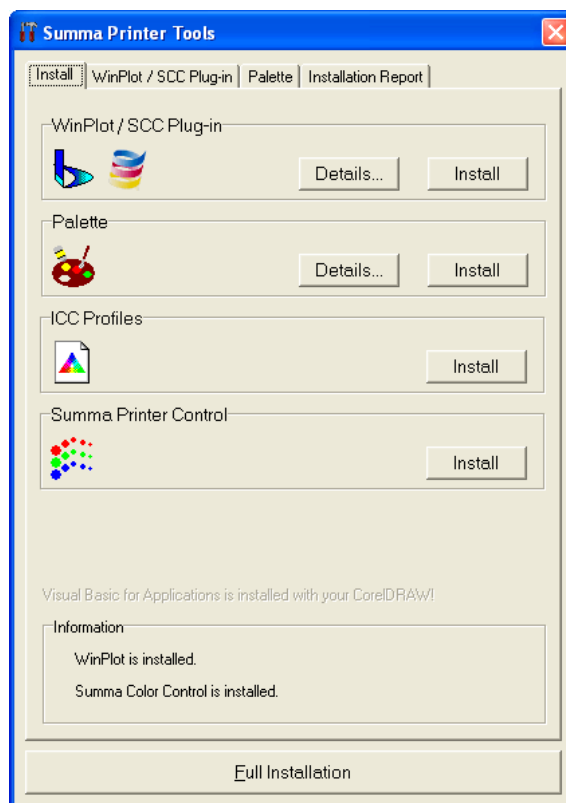 Summa Printer Tools
Install WinPlot / SCC Plug-in Palette Installation Report
WinPlot / SCC Plug-in
Details... Install
Palette
Details... Install
ICC Profiles
Install
Summa Printer Control
Install
Visual Basic for Applications is installed with your CorelDRAW!
Information
WinPlot is installed.
Summa Color Control is installed.
Full Installation